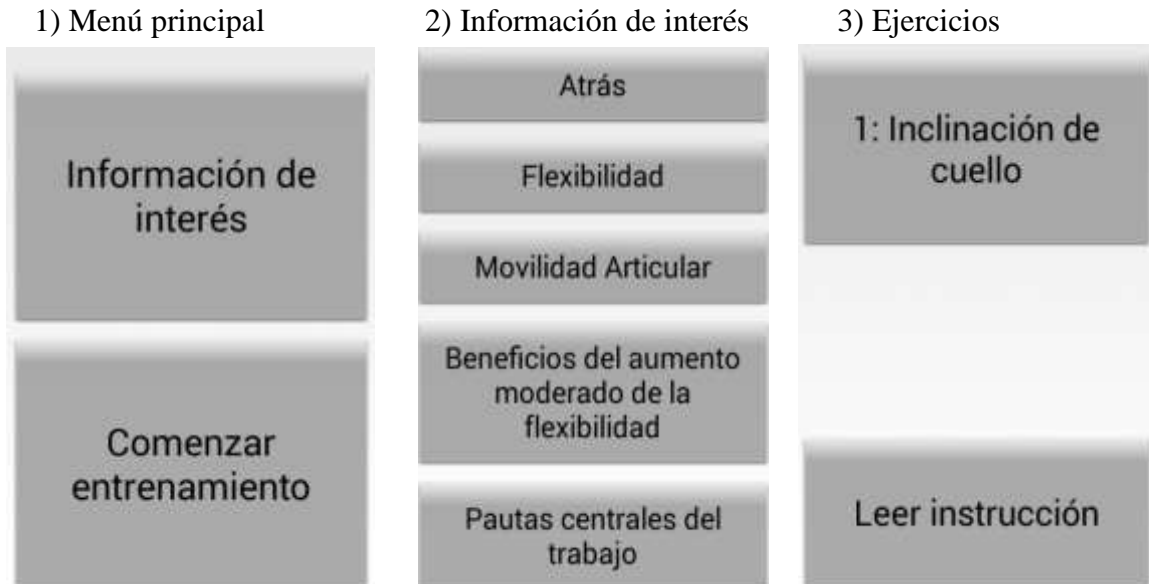 1) Menú principal
Información de
interés
Comenzar
entrenamiento
2) Información de interés
Atrás
Flexibilidad
Movilidad Articular
Beneficios del aumento
moderado de la
flexibilidad
Pautas centrales del
trabajo
3) Ejercicios
1: Inclinación de
cuello
Leer instrucción